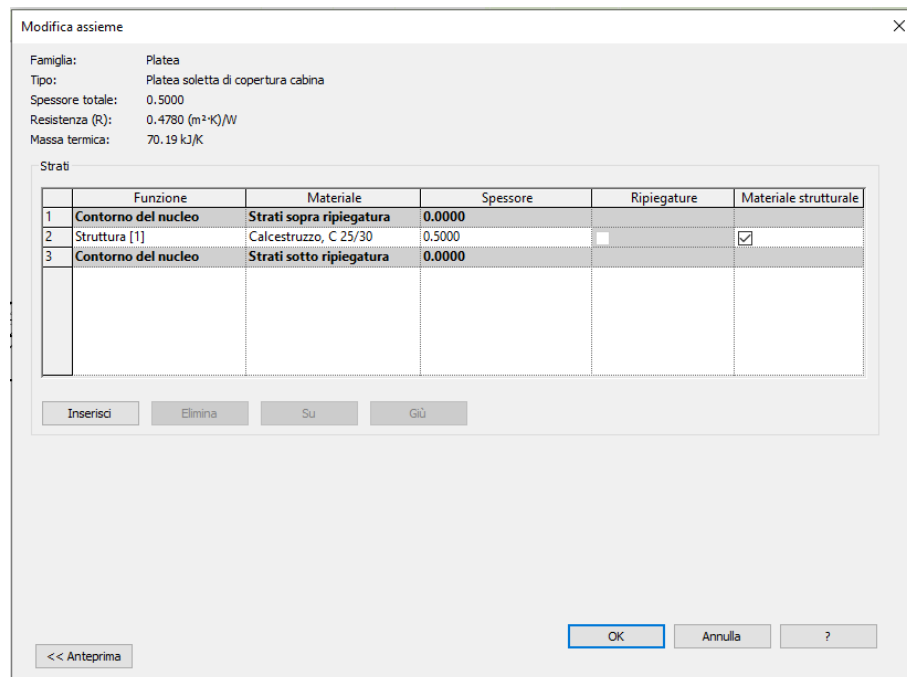 Modifica assieme
Famiglia: Platea
Tipo: Platea soletta di copertura cabina
Spessore totale: 0.5000
Resistenza (R): 0.4780 (m²·K)/W
Massa termica: 70.19 kJ/K
Strati
Funzione Materiale Spessore Ripiegature Materiale strutturale
1 Contorno del nucleo Strati sopra ripiegatura 0.0000
2 Struttura [1] Calcestruzzo, C 25/30 0.5000
3 Contorno del nucleo Strati sotto ripiegatura 0.0000
Inserisci Elimina Su Giù
OK Annulla ?
<< Anteprima